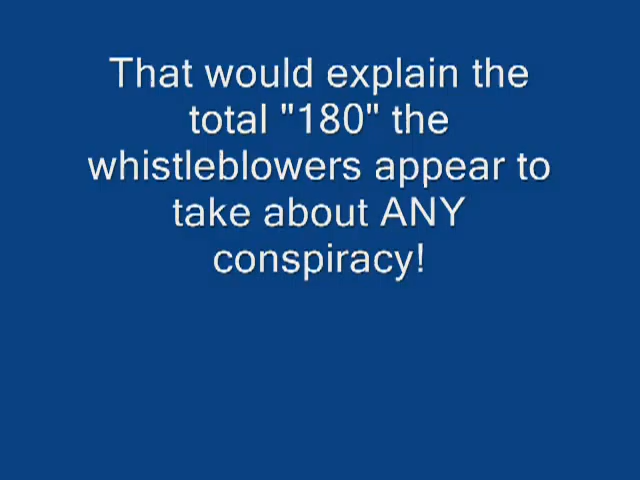 That would explain the
total "180" the
whistleblowers appear to
take about ANY
conspiracy!